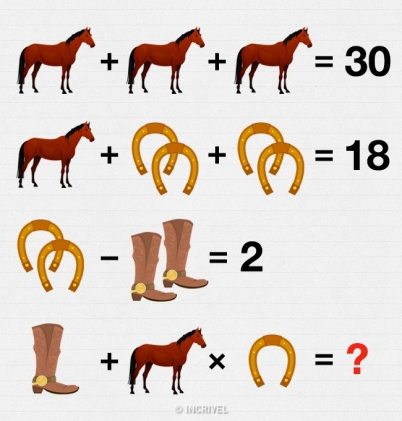 + + = 30
+ + = 18
− = 2
+ × = ?
© INCRIVEL